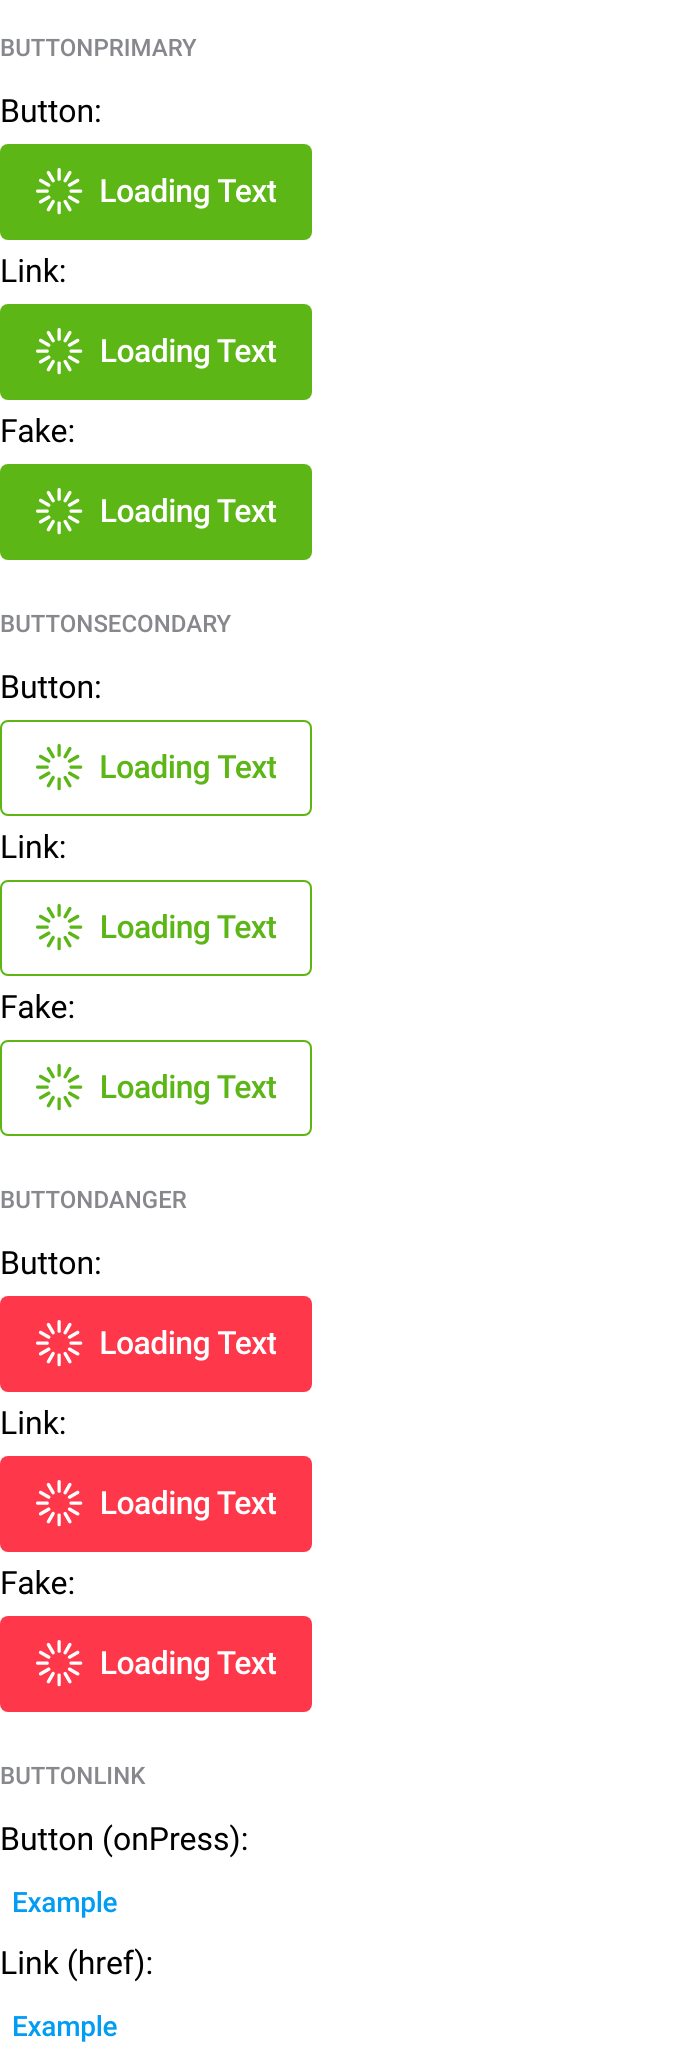 BUTTONPRIMARY
Button:
Loading Text
Link:
Loading Text
Fake:
Loading Text
BUTTONSECONDARY
Button:
Loading Text
Link:
Loading Text
Fake:
Loading Text
BUTTONDANGER
Button:
Loading Text
Link:
Loading Text
Fake:
Loading Text
BUTTONLINK
Button (onPress):
Example
Link (href):
Example